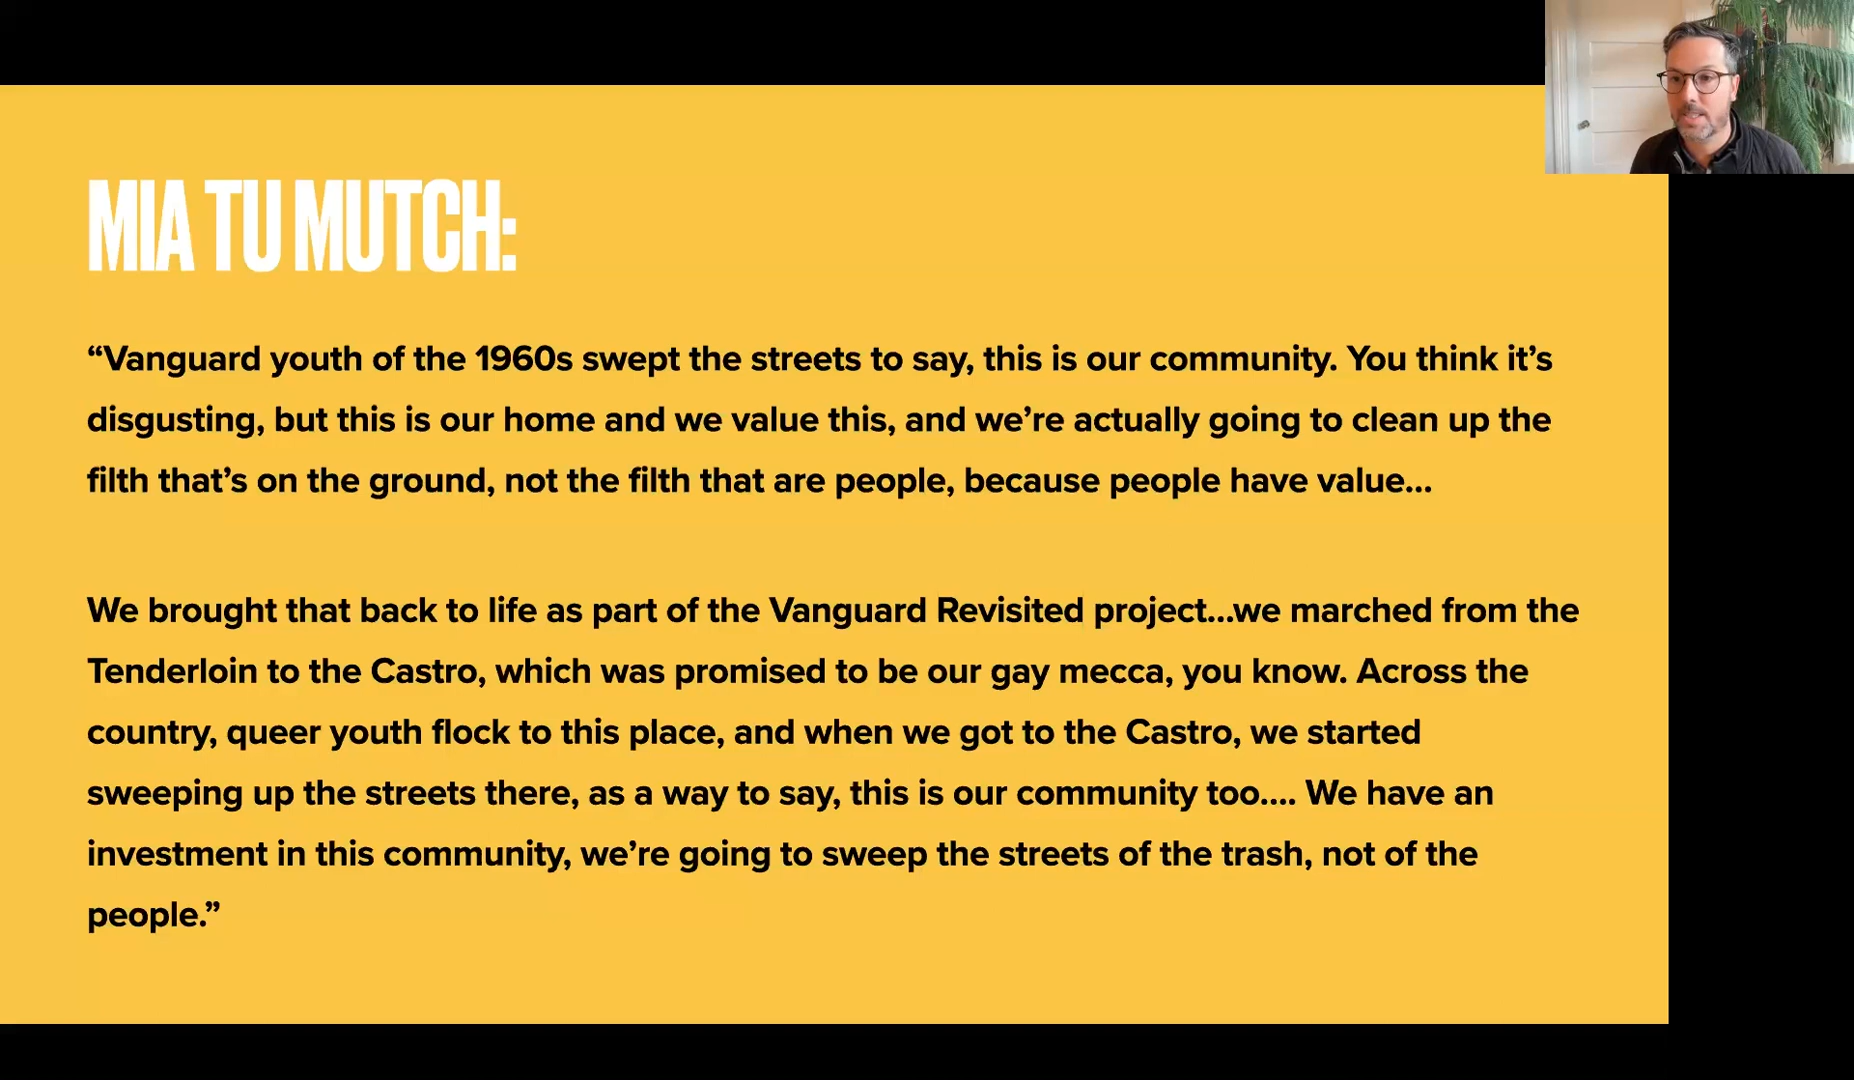 MIA TU MUTCH:
“Vanguard youth of the 1960s swept the streets to say, this is our community. You think it’s
disgusting, but this is our home and we value this, and we’re actually going to clean up the
filth that’s on the ground, not the filth that are people, because people have value...
We brought that back to life as part of the Vanguard Revisited project...we marched from the
Tenderloin to the Castro, which was promised to be our gay mecca, you know. Across the
country, queer youth flock to this place, and when we got to the Castro, we started
sweeping up the streets there, as a way to say, this is our community too.... We have an
investment in this community, we’re going to sweep the streets of the trash, not of the
people.”